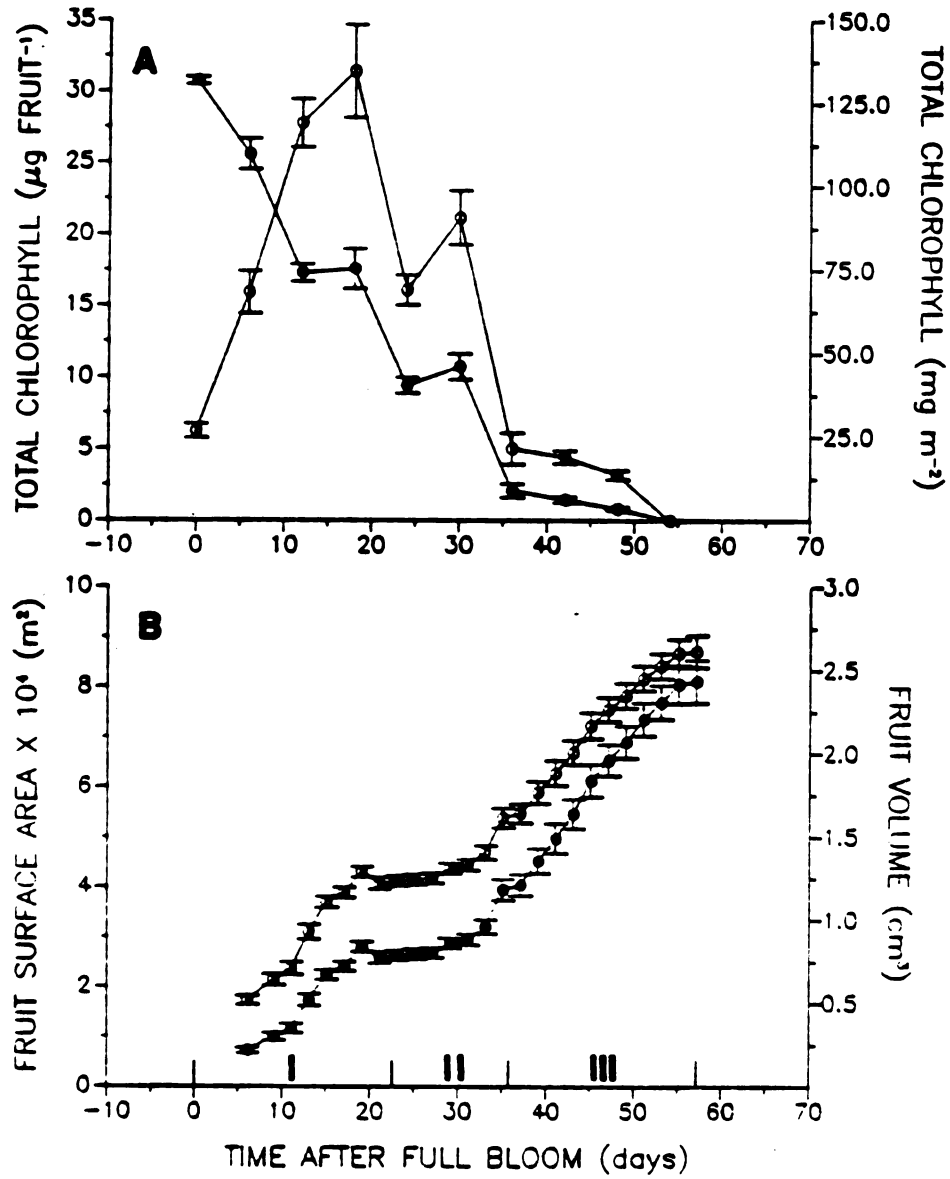 A
TOTAL CHLOROPHYLL (µg FRUIT⁻¹)
35
30
25
20
15
10
5
0
TOTAL CHLOROPHYLL (mg m⁻²)
150.0
125.0
100.0
75.0
50.0
25.0
-10 0 10 20 30 40 50 60 70
B
FRUIT SURFACE AREA X 10⁴ (m²)
10
8
6
4
2
0
FRUIT VOLUME (cm³)
3.0
2.5
2.0
1.5
1.0
0.5
I II III
-10 0 10 20 30 40 50 60 70
TIME AFTER FULL BLOOM (days)